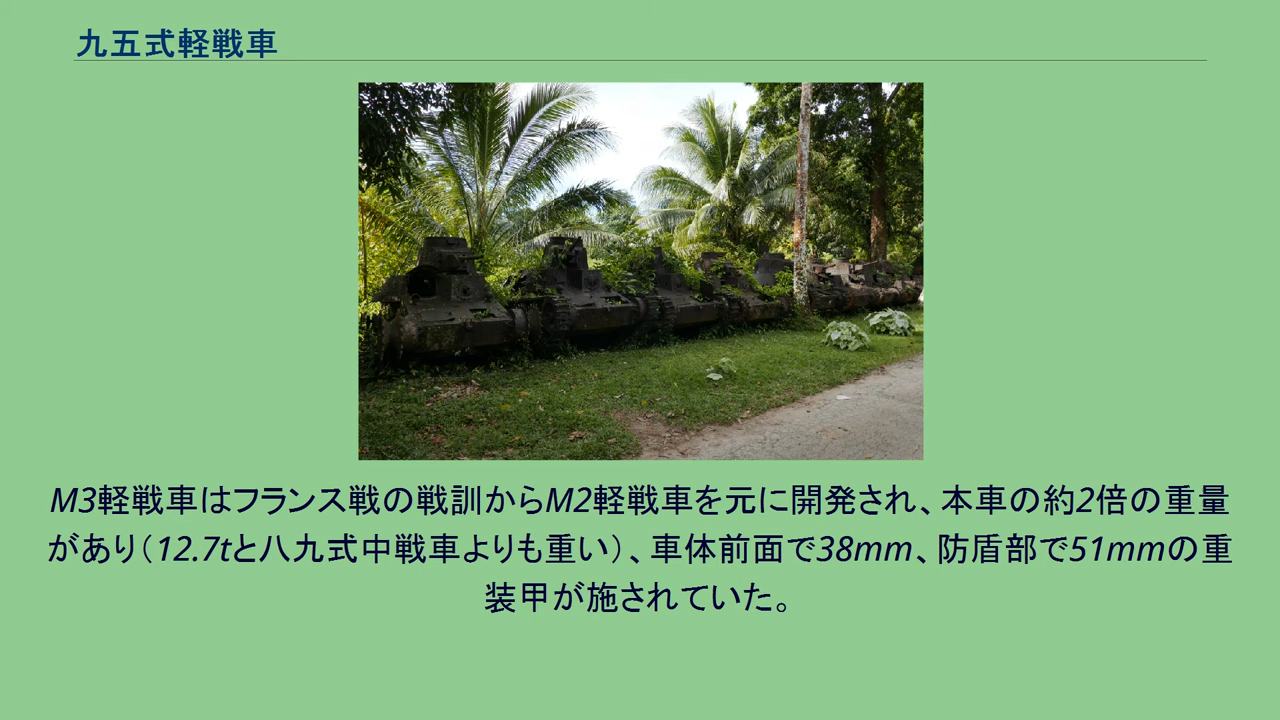 九五式軽戦車
M3軽戦車はフランス戦の戦訓からM2軽戦車を元に開発され、本車の約2倍の重量
があり（12.7tと八九式中戦車よりも重い）、車体前面で38mm、防盾部で51mmの重
装甲が施されていた。